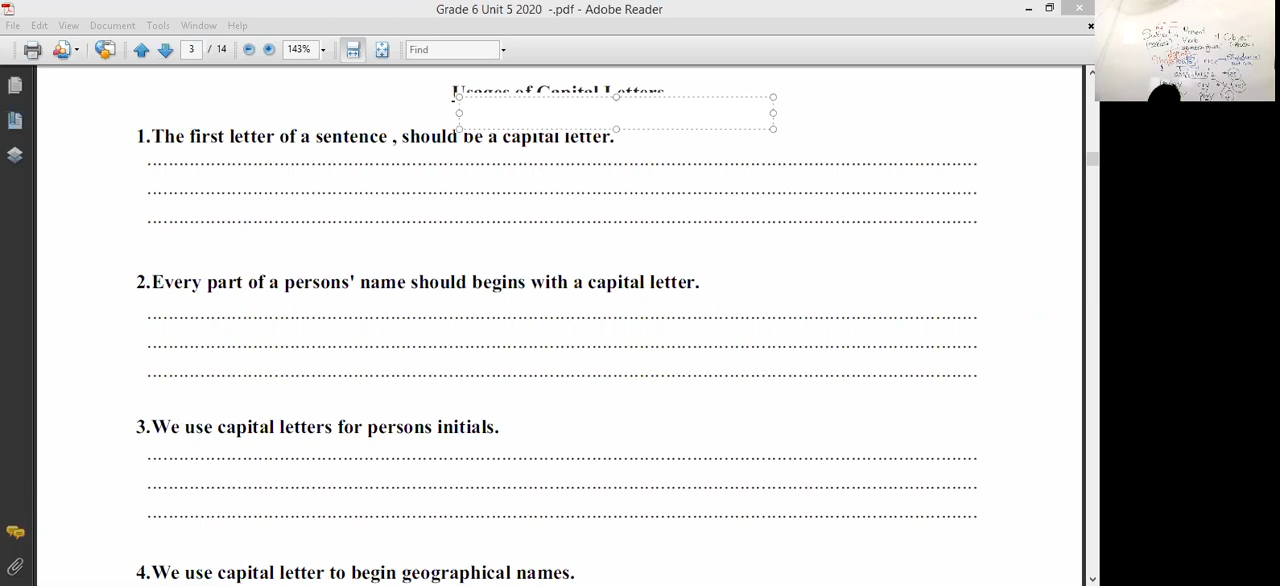 Grade 6 Unit 5 2020 -.pdf - Adobe Reader
File Edit View Document Tools Window Help
3 / 14 143% Find
Usages of Capital Letters
1.The first letter of a sentence , should be a capital letter.
2.Every part of a persons' name should begins with a capital letter.
3.We use capital letters for persons initials.
4.We use capital letter to begin geographical names.